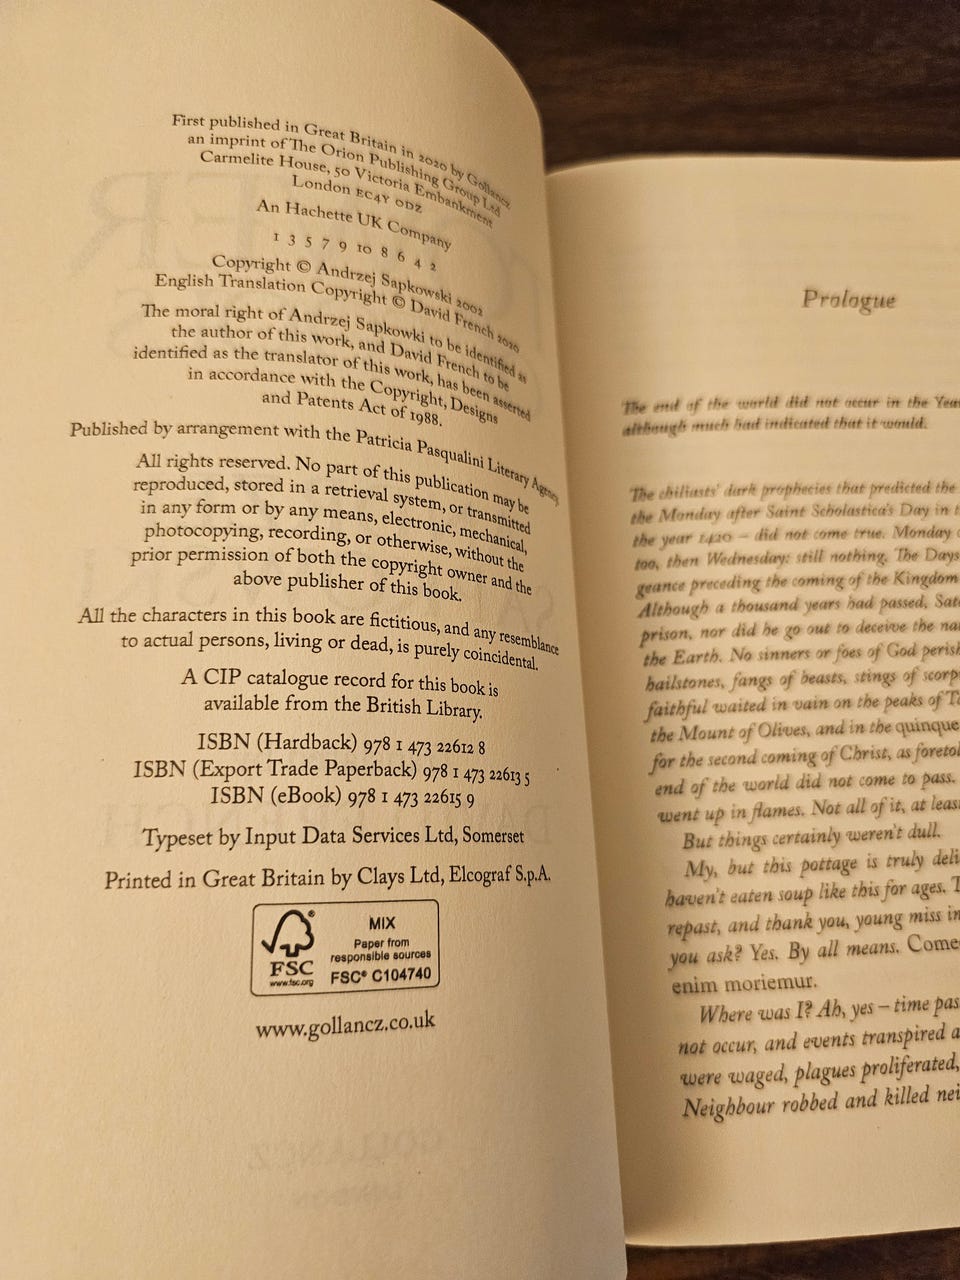 First published in Great Britain in 2020 by Gollancz
an imprint of The Orion Publishing Group Ltd
Carmelite House, 50 Victoria Embankment
London EC4Y 0DZ
An Hachette UK Company
1 3 5 7 9 10 8 6 4 2
Copyright © Andrzej Sapkowski 2002
English Translation Copyright © David French 2020
The moral right of Andrzej Sapkowki to be identified as
the author of this work, and David French to be
identified as the translator of this work, has been asserted
in accordance with the Copyright, Designs
and Patents Act of 1988.
Published by arrangement with the Patricia Pasqualini Literary Agency
All rights reserved. No part of this publication may be
reproduced, stored in a retrieval system, or transmitted
in any form or by any means, electronic, mechanical,
photocopying, recording, or otherwise, without the
prior permission of both the copyright owner and the
above publisher of this book.
All the characters in this book are fictitious, and any resemblance
to actual persons, living or dead, is purely coincidental.
A CIP catalogue record for this book is
available from the British Library.
ISBN (Hardback) 978 1 473 22612 8
ISBN (Export Trade Paperback) 978 1 473 22613 5
ISBN (eBook) 978 1 473 22615 9
Typeset by Input Data Services Ltd, Somerset
Printed in Great Britain by Clays Ltd, Elcograf S.p.A.
FSC
www.fsc.org
MIX
Paper from
responsible sources
FSC® C104740
www.gollancz.co.uk
Prologue
The end of the world did not occur in the Year
although much had indicated that it would.
The chiliasts' dark prophecies that predicted the
the Monday after Saint Scholastica's Day in
the year 1420 – did not come true. Monday
too, then Wednesday: still nothing. The Days
geance preceding the coming of the Kingdom
Although a thousand years had passed,
prison, nor did he go out to deceive the
the Earth. No sinners or foes of God
hailstones, fangs of beasts, stings of
faithful waited in vain on the peaks of
the Mount of Olives, and in the quinque
for the second coming of Christ, as
end of the world did not come to pass.
went up in flames. Not all of it, at
But things certainly weren't dull.
My, but this pottage is truly
haven't eaten soup like this for ages.
repast, and thank you, young miss
you ask? Yes. By all means. Come
enim moriemur.
Where was I? Ah, yes – time
not occur, and events transpired
were waged, plagues proliferated,
Neighbour robbed and killed